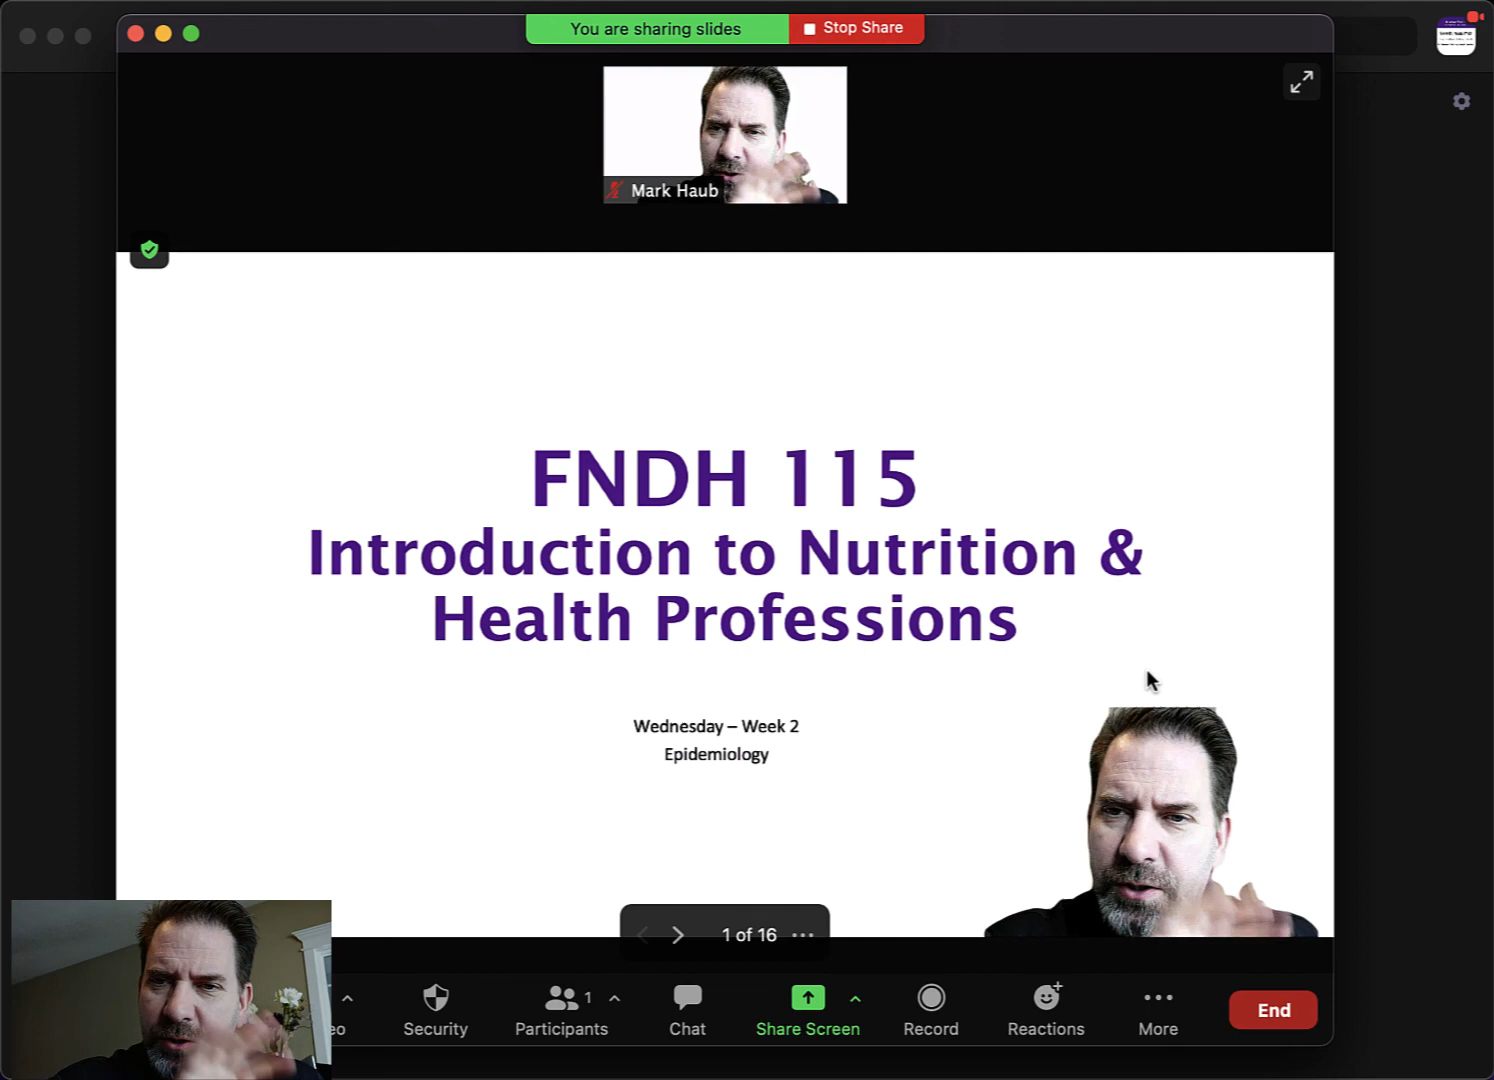 You are sharing slides
Stop Share
Mark Haub
FNDH 115
Introduction to Nutrition &
Health Professions
Wednesday – Week 2
Epidemiology
1 of 16
eo
Security
Participants
1
Chat
Share Screen
Record
Reactions
More
End